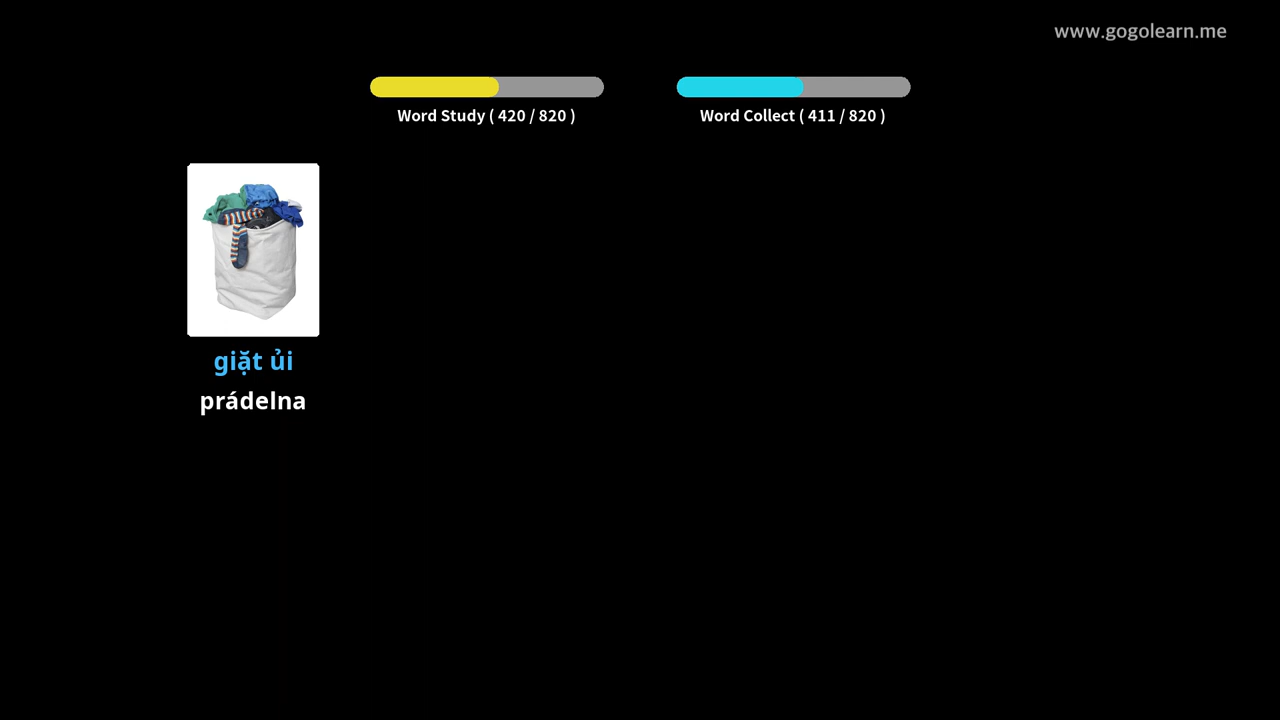 www.gogolearn.me
Word Study ( 420 / 820 )
Word Collect ( 411 / 820 )
giặt ủi
prádelna